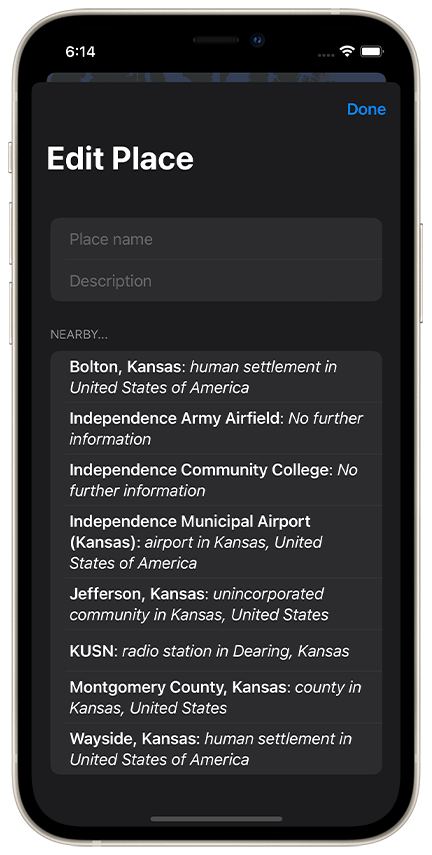 6:14
Done
Edit Place
Place name
Description
NEARBY...
Bolton, Kansas: human settlement in
United States of America
Independence Army Airfield: No further
information
Independence Community College: No
further information
Independence Municipal Airport
(Kansas): airport in Kansas, United
States of America
Jefferson, Kansas: unincorporated
community in Kansas, United States
KUSN: radio station in Dearing, Kansas
Montgomery County, Kansas: county in
Kansas, United States
Wayside, Kansas: human settlement in
United States of America